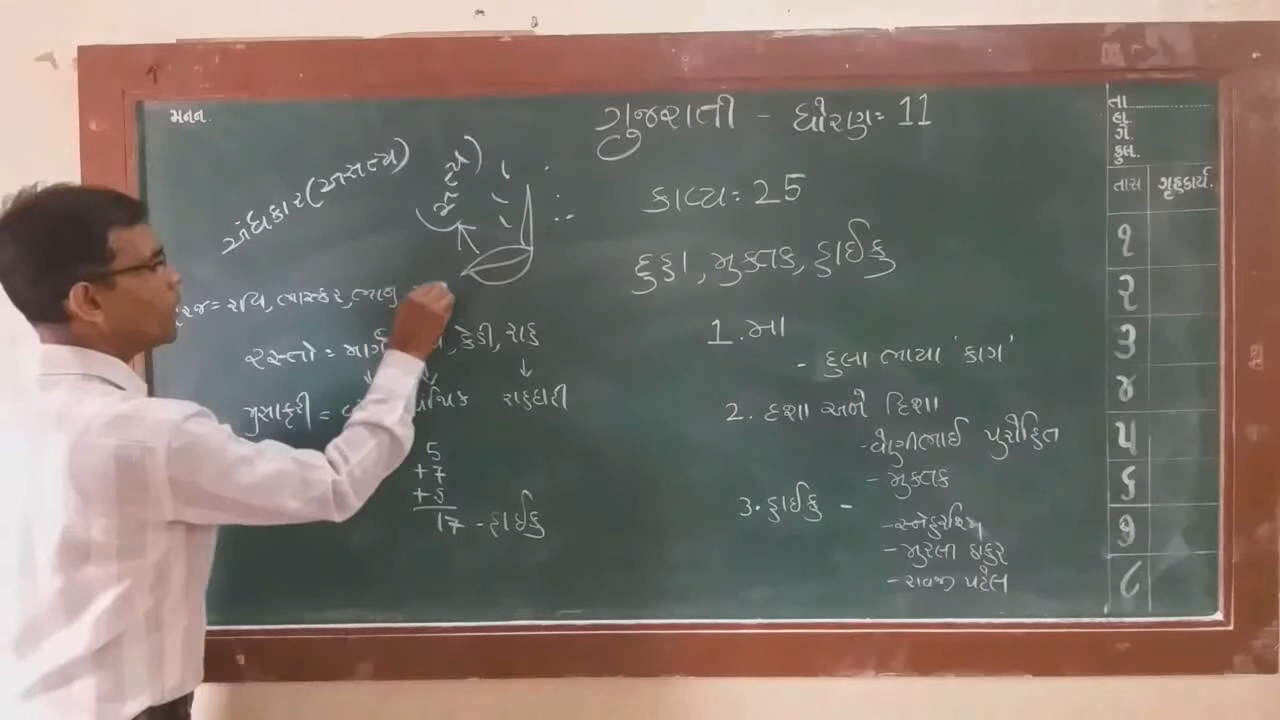 મનન.
ગુજરાતી - ધોરણ = 11
કાવ્ય : 25
દુહા, મુક્તક, હાઈકુ
1. મા
- દુલા ભાયા 'કાગ'
2. દશા અને દિશા
- વેણીભાઈ પુરોહિત
- મુક્તક
3. હાઈકુ -
- સ્નેહરશ્મિ
- મુરલી ઠાકુર
- રાવજી પટેલ
અંધકાર (અસત્ય)
સૂર્ય
રજ = રવિ, ભાસ્કર, ભાનુ
રસ્તો = માર્ગ, કેડી, રાહ
મુસાફરી = પથિક રાહદારી
5
+ 7
+ 5
17 - હાઈકુ
તા.
હા.
ગે.
કુલ.
તાસ ગૃહકાર્ય.
૧
૨
૩
૪
૫
૬
૭
૮